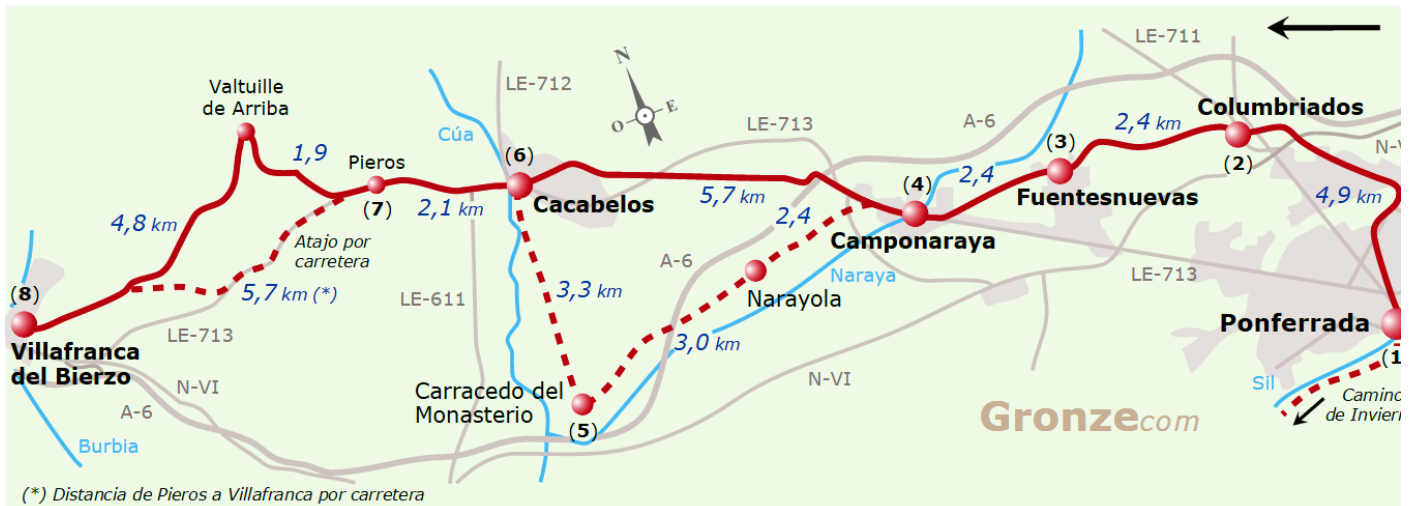 LE-711
Valtuille
de Arriba
LE-712
N
E
O
Cúa
LE-713
A-6
Columbriados
2,4 km
(2)
N-V
1,9
Pieros
(7)
(6)
(3)
(4)
2,4
Fuentesnuevas
4,9 km
2,1 km
Cacabelos
5,7 km
2,4
Camponaraya
4,8 km
Atajo por
carretera
A-6
Naraya
LE-713
Narayola
(8)
5,7 km (*)
LE-611
3,3 km
3,0 km
Ponferrada
(1
LE-713
Villafranca
del Bierzo
N-VI
A-6
Carracedo del
Monasterio
(5)
N-VI
Sil
Camino
de Invier
Gronze.com
Burbia
(*) Distancia de Pieros a Villafranca por carretera